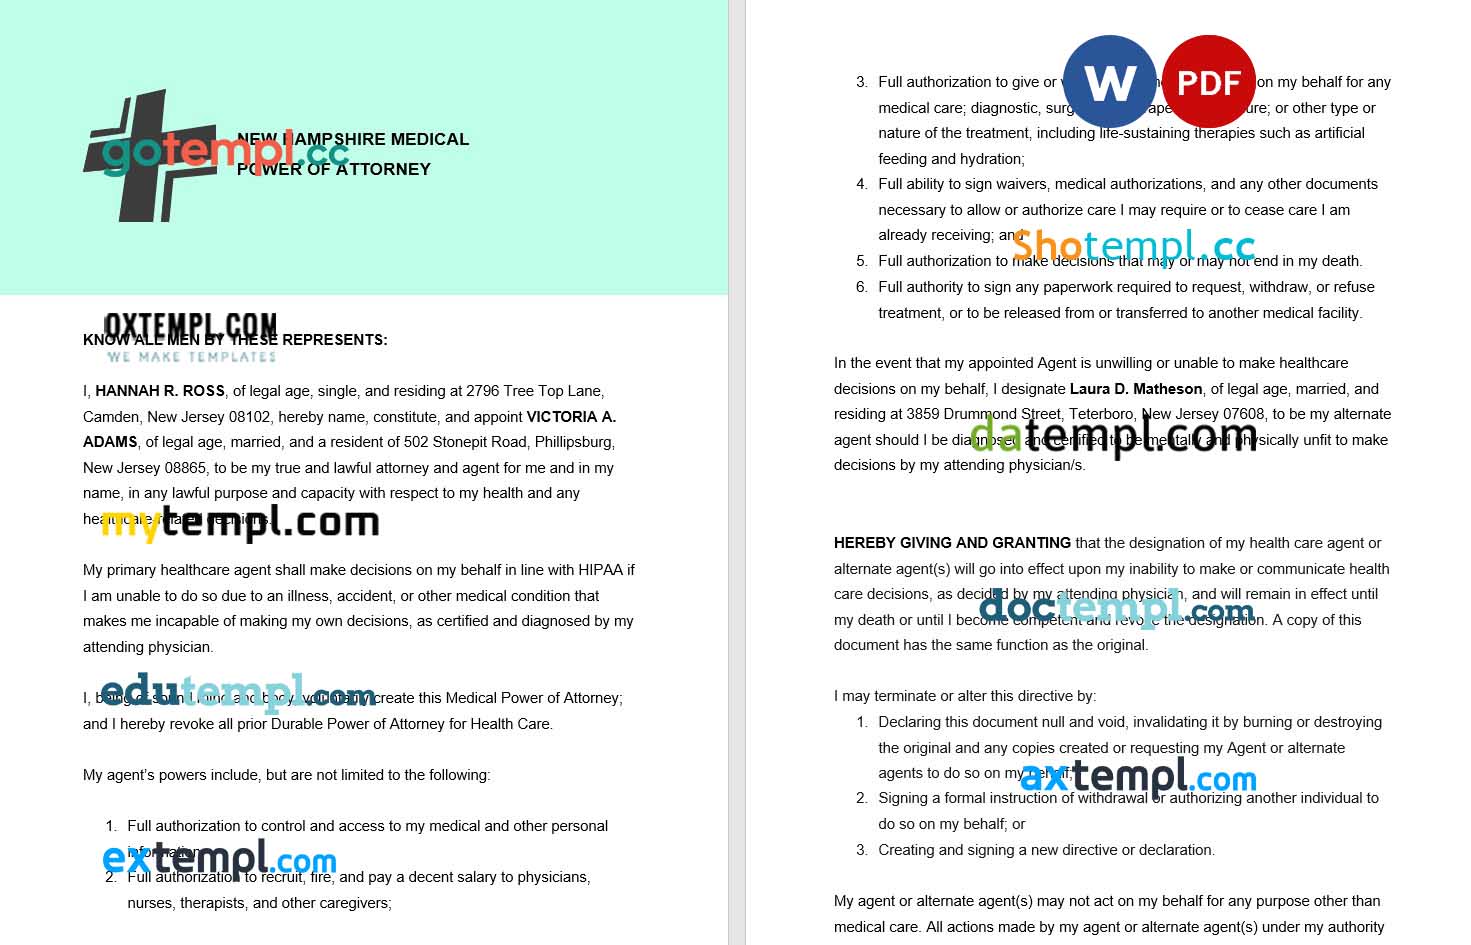 NEW HAMPSHIRE MEDICAL
POWER OF ATTORNEY
gotempl.cc
OXTEMPL.COM
WE MAKE TEMPLATES
KNOW ALL MEN BY THESE REPRESENTS:
I, HANNAH R. ROSS, of legal age, single, and residing at 2796 Tree Top Lane,
Camden, New Jersey 08102, hereby name, constitute, and appoint VICTORIA A.
ADAMS, of legal age, married, and a resident of 502 Stonepit Road, Phillipsburg,
New Jersey 08865, to be my true and lawful attorney and agent for me and in my
name, in any lawful purpose and capacity with respect to my health and any
healthcare-related decisions.
mytempl.com
My primary healthcare agent shall make decisions on my behalf in line with HIPAA if
I am unable to do so due to an illness, accident, or other medical condition that
makes me incapable of making my own decisions, as certified and diagnosed by my
attending physician.
I, being of sound mind and body, voluntarily create this Medical Power of Attorney;
edutempl.com
and I hereby revoke all prior Durable Power of Attorney for Health Care.
My agent's powers include, but are not limited to the following:
1. Full authorization to control and access to my medical and other personal
information;
extempl.com
2. Full authorization to recruit, fire, and pay a decent salary to physicians,
nurses, therapists, and other caregivers;
W PDF
3. Full authorization to give or on my behalf for any
medical care; diagnostic, or other type or
nature of the treatment, including life-sustaining therapies such as artificial
feeding and hydration;
4. Full ability to sign waivers, medical authorizations, and any other documents
necessary to allow or authorize care I may require or to cease care I am
already receiving; and
Shotempl.cc
5. Full authorization to make decisions that may or may not end in my death.
6. Full authority to sign any paperwork required to request, withdraw, or refuse
treatment, or to be released from or transferred to another medical facility.
In the event that my appointed Agent is unwilling or unable to make healthcare
decisions on my behalf, I designate Laura D. Matheson, of legal age, married, and
residing at 3859 Drummond Street, Teterboro, New Jersey 07608, to be my alternate
agent should I be diagnosed and certified to be mentally and physically unfit to make
datempl.com
decisions by my attending physician/s.
HEREBY GIVING AND GRANTING that the designation of my health care agent or
alternate agent(s) will go into effect upon my inability to make or communicate health
care decisions, as decided by my attending physician, and will remain in effect until
doctempl.com
my death or until I become competent and revoke the designation. A copy of this
document has the same function as the original.
I may terminate or alter this directive by:
1. Declaring this document null and void, invalidating it by burning or destroying
the original and any copies created or requesting my Agent or alternate
agents to do so on my behalf;
axtempl.com
2. Signing a formal instruction of withdrawal or authorizing another individual to
do so on my behalf; or
3. Creating and signing a new directive or declaration.
My agent or alternate agent(s) may not act on my behalf for any purpose other than
medical care. All actions made by my agent or alternate agent(s) under my authority